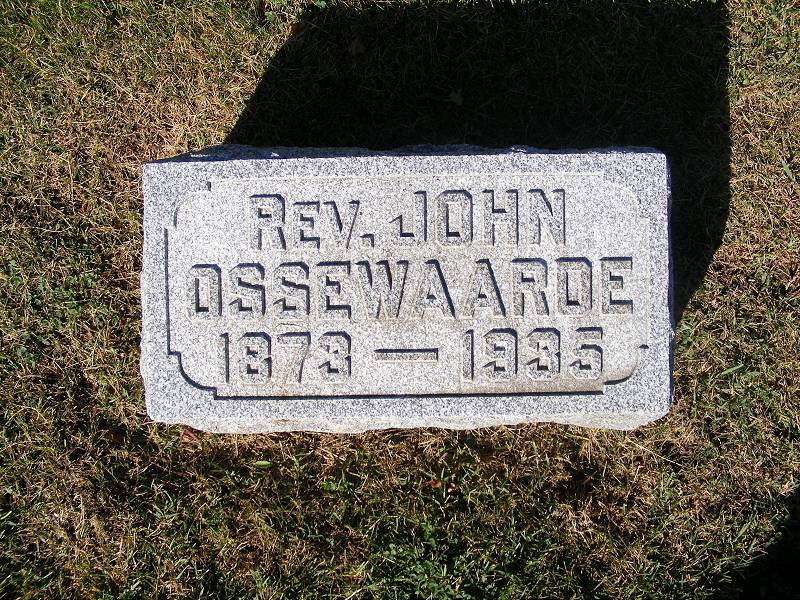 REV. JOHN
OSSEWAARDE
1873 — 1935